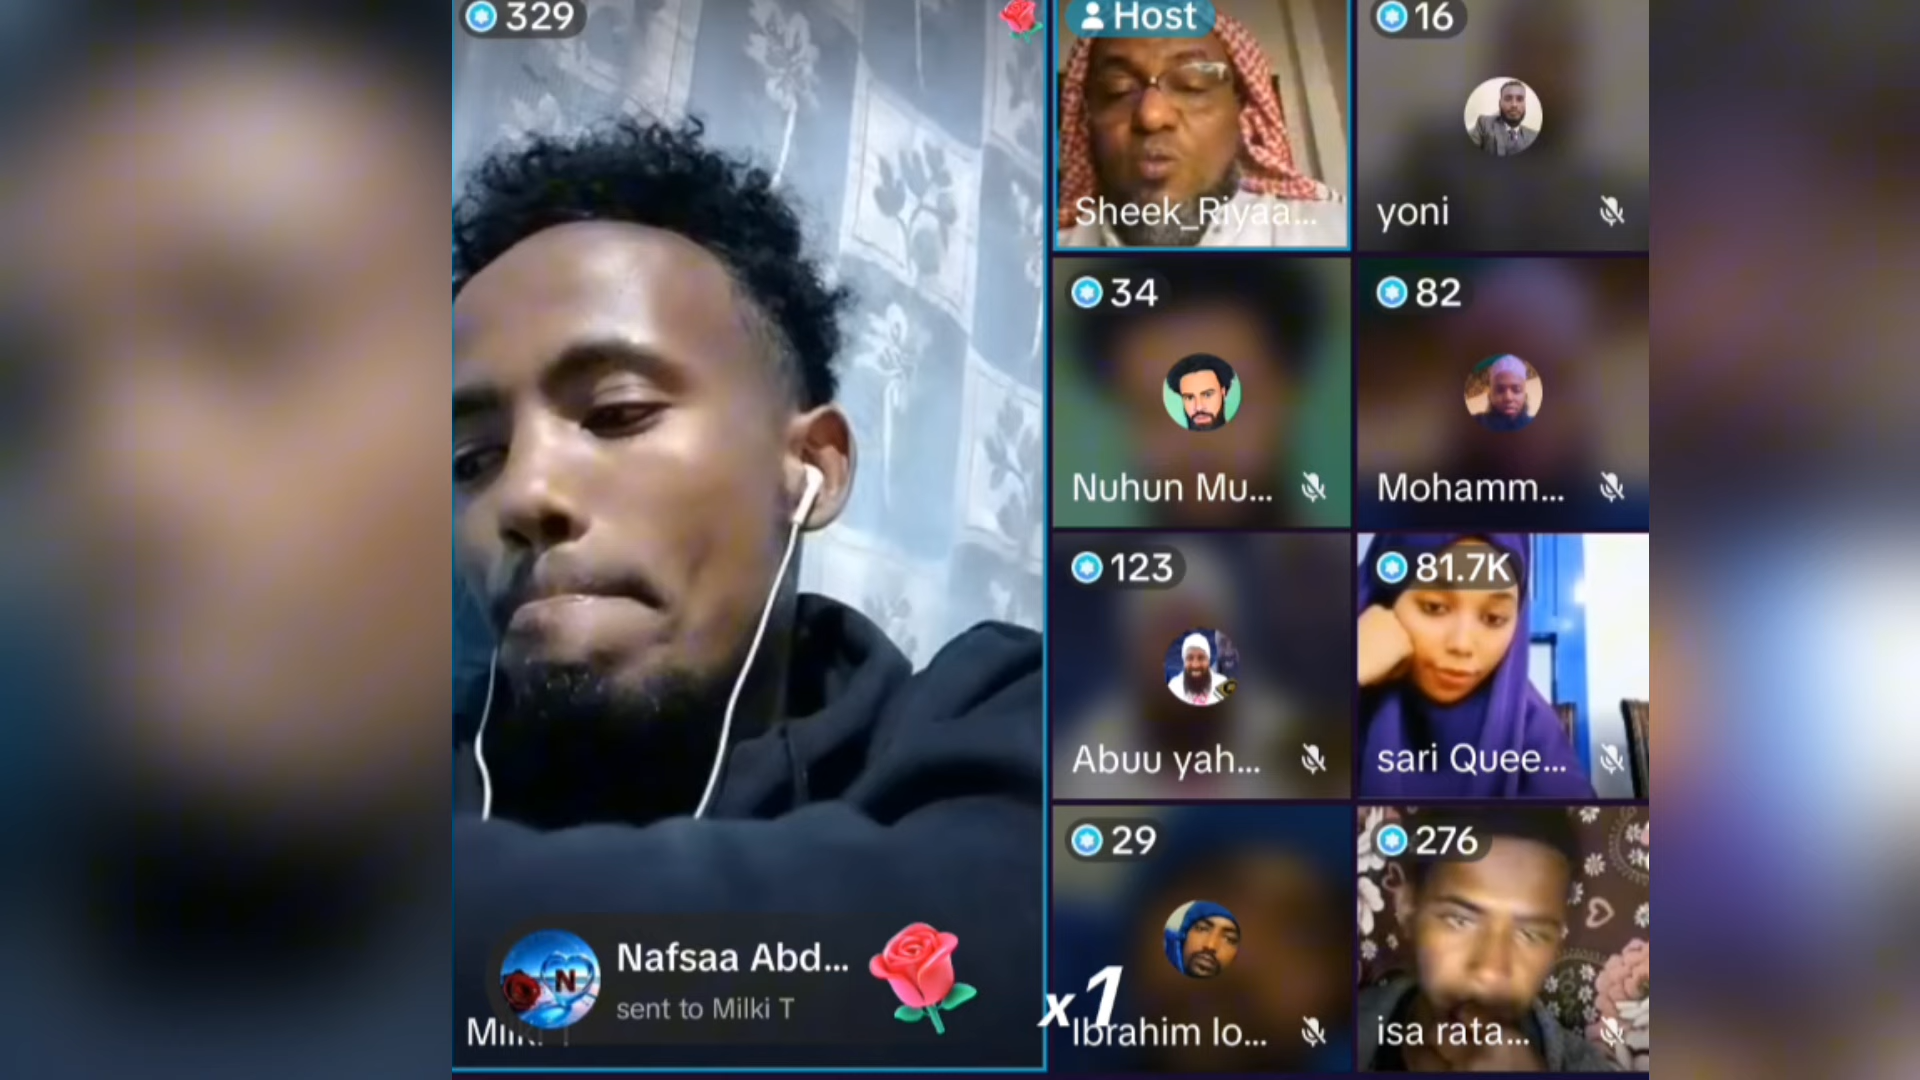 329
Host
Sheek_Riyaa...
16
yoni
34
Nuhun Mu...
82
Mohamm...
123
Abuu yah...
81.7K
sari Quee...
29
Ibrahim lo...
276
isa rata...
Nafsaa Abd...
sent to Milki T
N
x1
Milki T